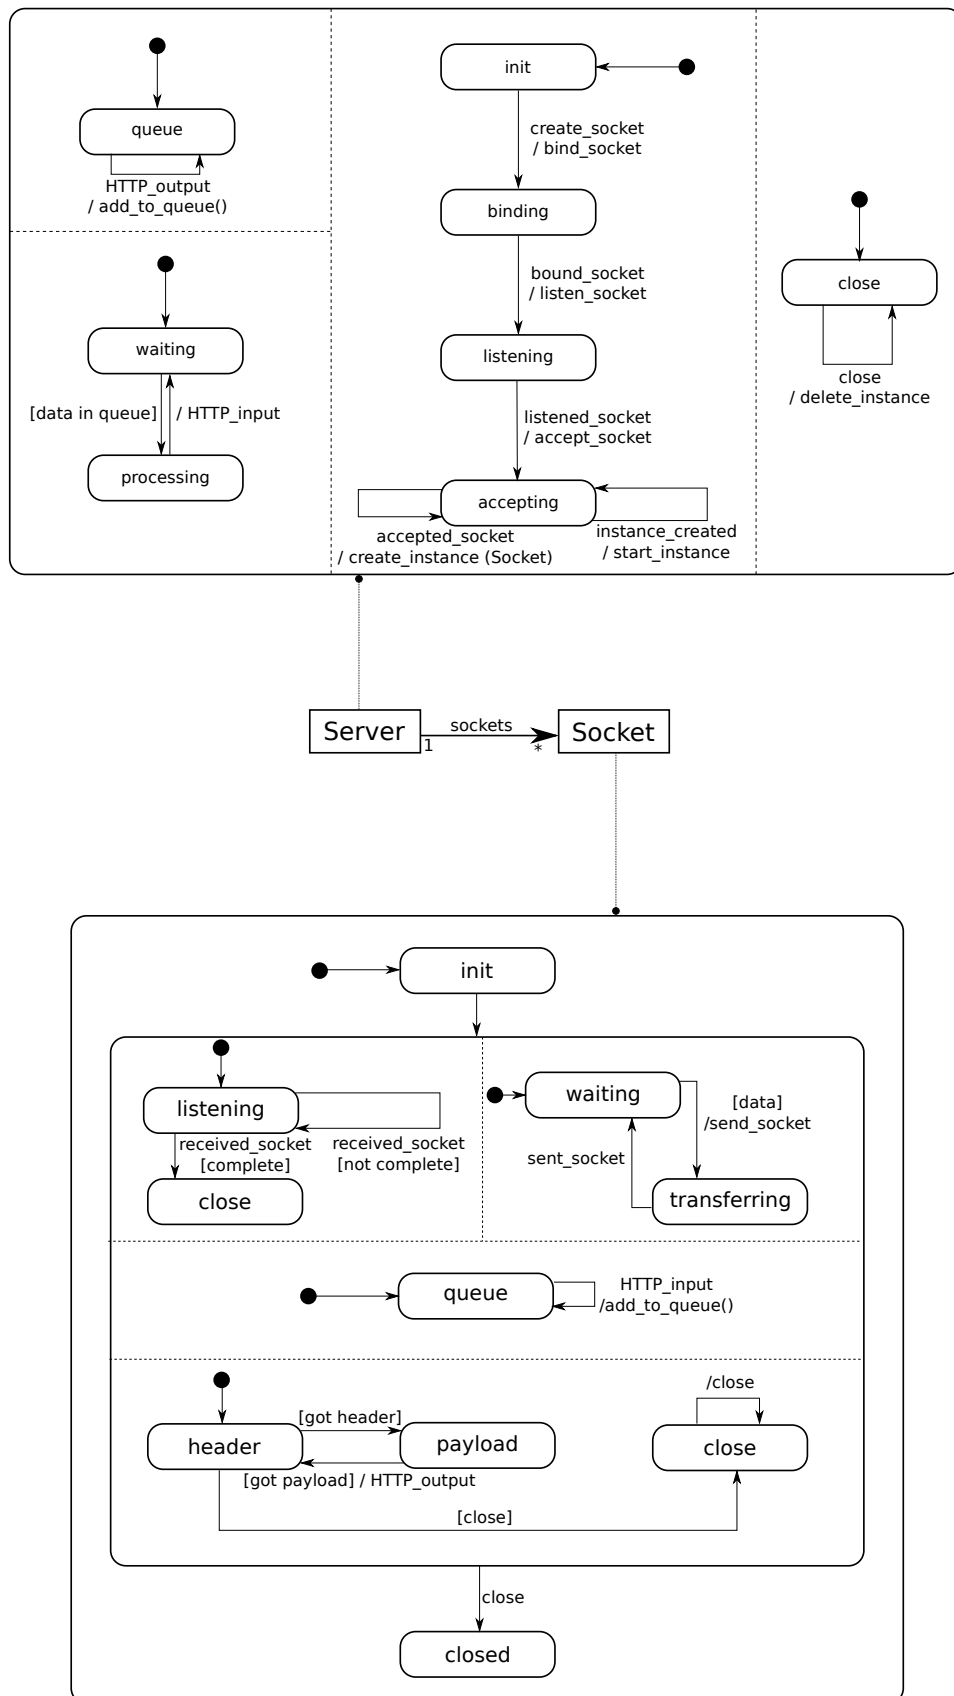 queue
HTTP_output
/ add_to_queue()
waiting
[data in queue]
/ HTTP_input
processing
init
create_socket
/ bind_socket
binding
bound_socket
/ listen_socket
listening
listened_socket
/ accept_socket
accepting
accepted_socket
/ create_instance (Socket)
instance_created
/ start_instance
close
close
/ delete_instance
Server
sockets
1
*
Socket
init
listening
received_socket
[complete]
received_socket
[not complete]
close
waiting
[data]
/send_socket
sent_socket
transferring
queue
HTTP_input
/add_to_queue()
header
[got header]
payload
[got payload] / HTTP_output
/close
close
[close]
close
closed